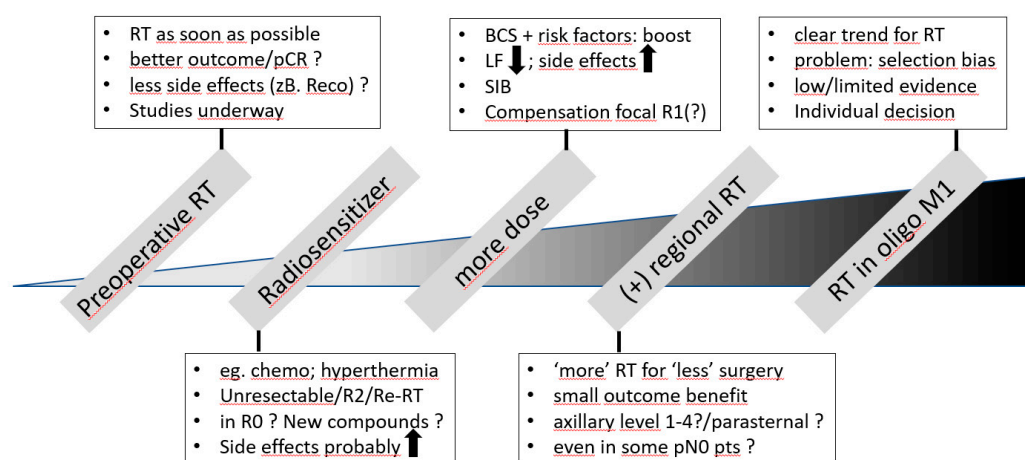 • RT as soon as possible
• better outcome/pCR ?
• less side effects (zB. Reco) ?
• Studies underway
• BCS + risk factors: boost
• LF ⬇ ; side effects ⬆
• SIB
• Compensation focal R1(?)
• clear trend for RT
• problem: selection bias
• low/limited evidence
• Individual decision
Preoperative RT
Radiosensitizer
more dose
(+) regional RT
RT in oligo M1
• eg. chemo; hyperthermia
• Unresectable/R2/Re-RT
• in R0 ? New compounds ?
• Side effects probably ⬆
• ‘more’ RT for ‘less’ surgery
• small outcome benefit
• axillary level 1-4?/parasternal ?
• even in some pN0 pts ?